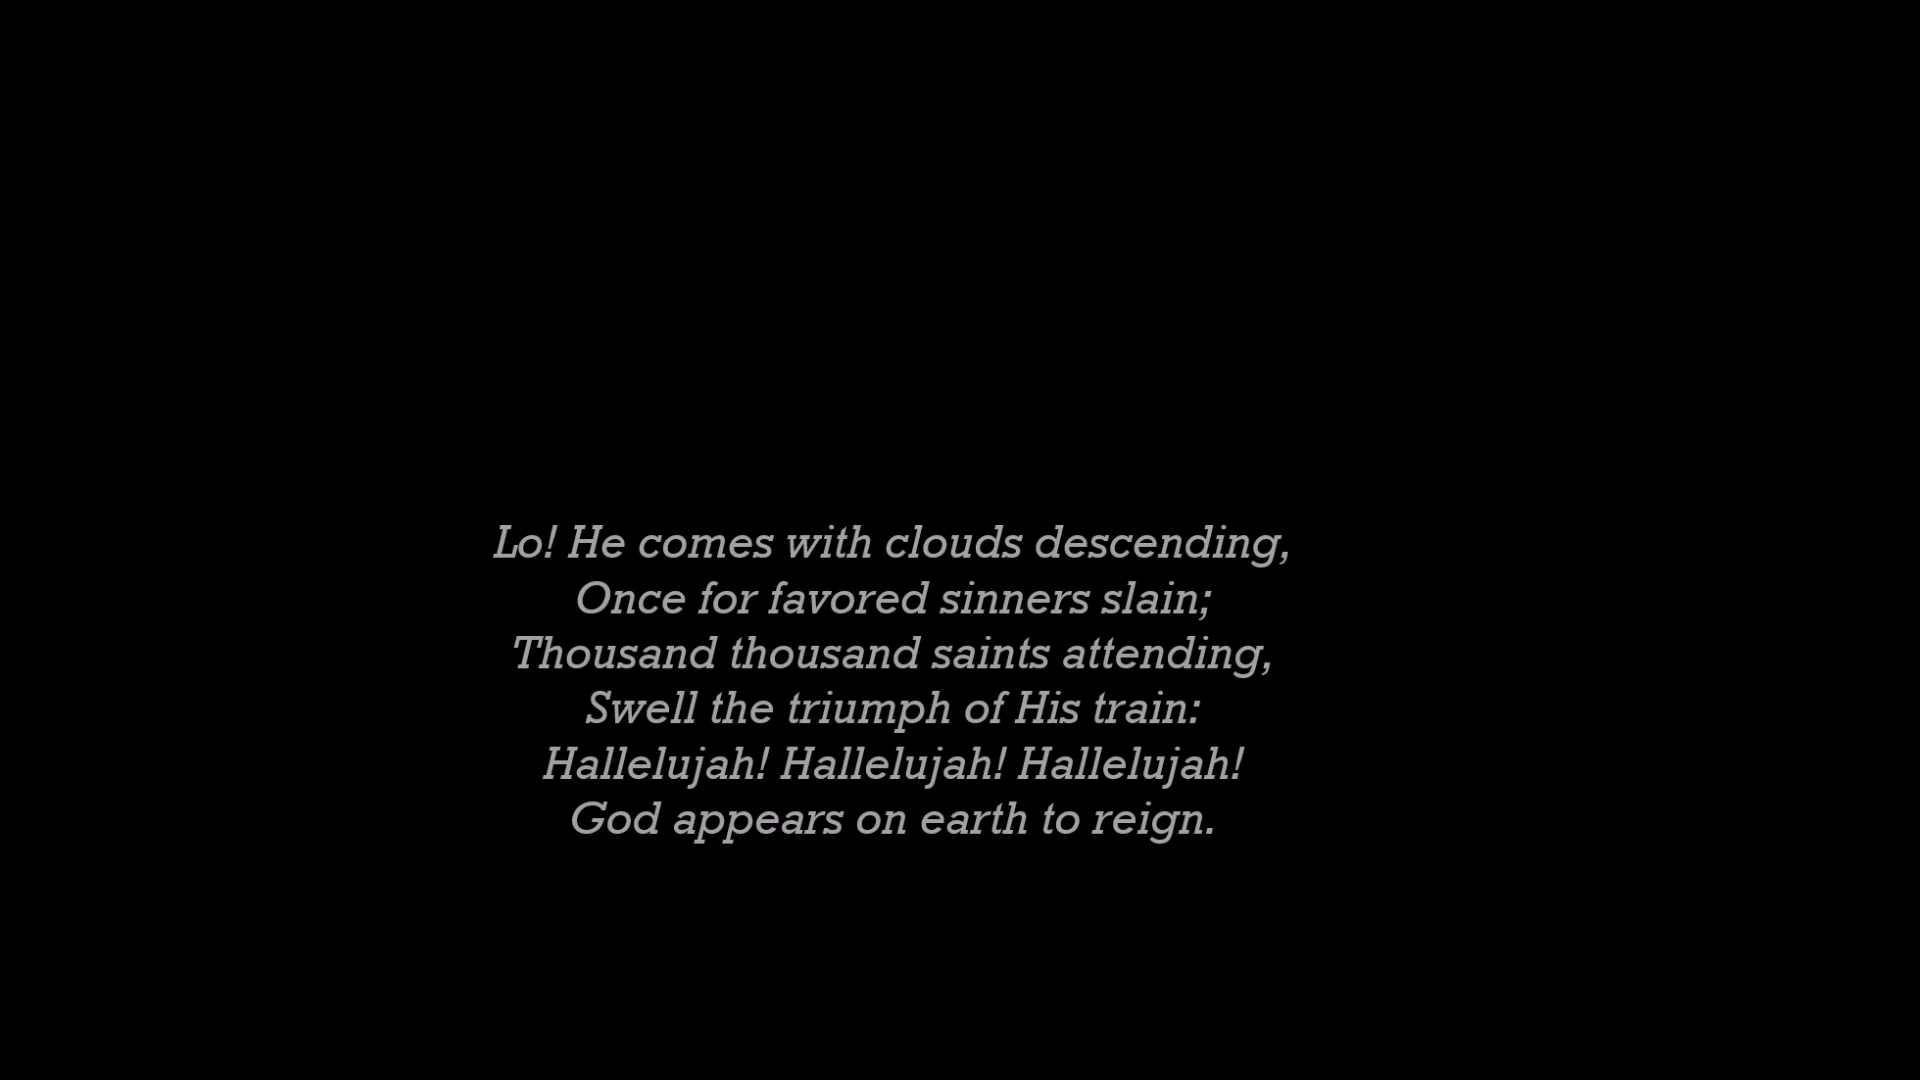 Lo! He comes with clouds descending,
Once for favored sinners slain;
Thousand thousand saints attending,
Swell the triumph of His train:
Hallelujah! Hallelujah! Hallelujah!
God appears on earth to reign.